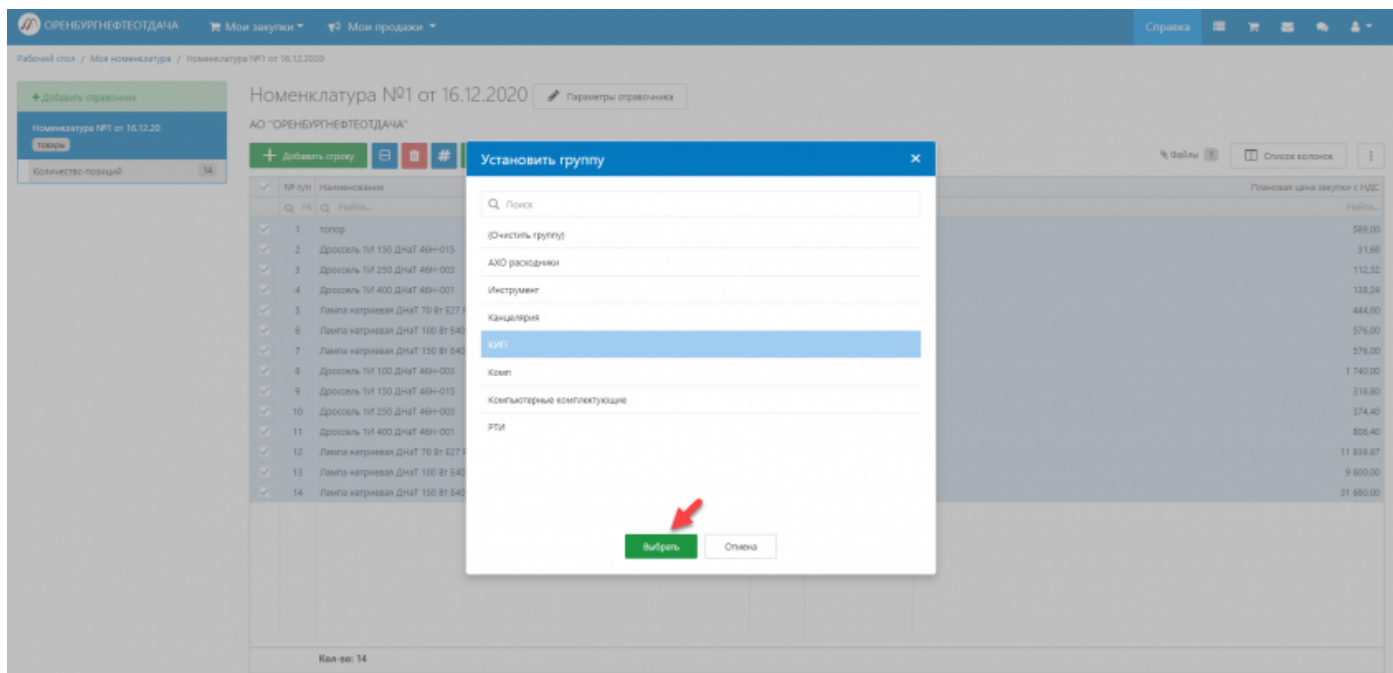 ОРЕНБУРГНЕФТЕОТДАЧА Мои закупки Мои продажи Справка
Рабочий стол / Моя номенклатура / Номенклатура №1 от 16.12.2020
+ Добавить справочник
Номенклатура №1 от 16.12.2020 Параметры справочника
Номенклатура №1 от 16.12.20
товары
АО "ОРЕНБУРГНЕФТЕОТДАЧА"
Количество позиций 14
+ Добавить строку # Файлы 1 Список колонок
Установить группу ×
№ п/п Наименование Плановая цена закупки с НДС
Найти... Найти...
Поиск
(Очистить группу)
АХО расходники
Инструмент
Канцелярия
КИП
Комп
Компьютерные комплектующие
РТИ
Выбрать Отмена
1 топор 589,00
2 Дроссель 1И 150 ДНаТ 46Н-015 31,68
3 Дроссель 1И 250 ДНаТ 46Н-003 112,32
4 Дроссель 1И 400 ДНаТ 46Н-001 138,24
5 Лампа натриевая ДНаТ 70 Вт Е27 444,00
6 Лампа натриевая ДНаТ 100 Вт Е40 576,00
7 Лампа натриевая ДНаТ 150 Вт Е40 576,00
8 Дроссель 1И 100 ДНаТ 46Н-003 1 740,00
9 Дроссель 1И 150 ДНаТ 46Н-015 316,80
10 Дроссель 1И 250 ДНаТ 46Н-003 374,40
11 Дроссель 1И 400 ДНаТ 46Н-001 806,40
12 Лампа натриевая ДНаТ 70 Вт Е27 11 839,87
13 Лампа натриевая ДНаТ 100 Вт Е40 9 600,00
14 Лампа натриевая ДНаТ 150 Вт Е40 31 680,00
Кол-во: 14